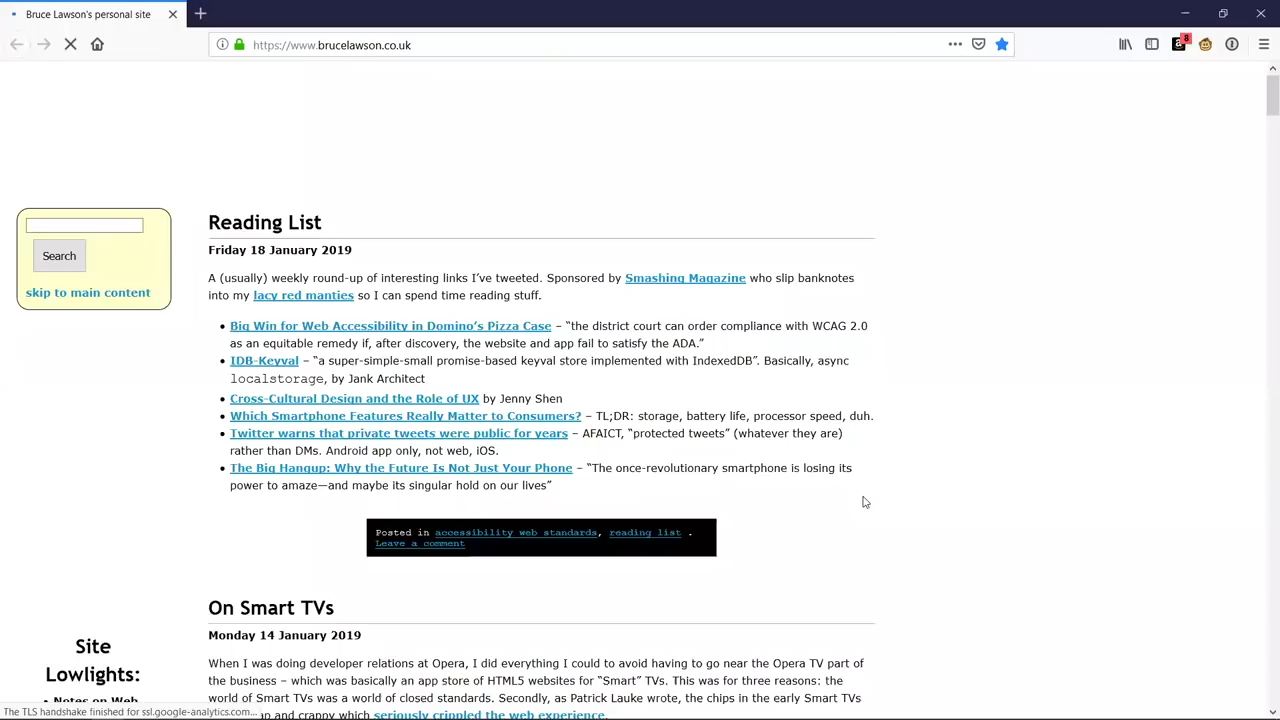 Bruce Lawson's personal site
https://www.brucelawson.co.uk
8
Search
skip to main content
Reading List
Friday 18 January 2019
A (usually) weekly round-up of interesting links I’ve tweeted. Sponsored by Smashing Magazine who slip banknotes
into my lacy red manties so I can spend time reading stuff.
• Big Win for Web Accessibility in Domino’s Pizza Case – “the district court can order compliance with WCAG 2.0
as an equitable remedy if, after discovery, the website and app fail to satisfy the ADA.”
• IDB-Keyval – “a super-simple-small promise-based keyval store implemented with IndexedDB”. Basically, async
localstorage, by Jank Architect
• Cross-Cultural Design and the Role of UX by Jenny Shen
• Which Smartphone Features Really Matter to Consumers? – TL;DR: storage, battery life, processor speed, duh.
• Twitter warns that private tweets were public for years – AFAICT, “protected tweets” (whatever they are)
rather than DMs. Android app only, not web, iOS.
• The Big Hangup: Why the Future Is Not Just Your Phone – “The once-revolutionary smartphone is losing its
power to amaze—and maybe its singular hold on our lives”
Posted in accessibility web standards, reading list .
Leave a comment
On Smart TVs
Monday 14 January 2019
When I was doing developer relations at Opera, I did everything I could to avoid having to go near the Opera TV part of
the business – which was basically an app store of HTML5 websites for “Smart” TVs. This was for three reasons: the
world of Smart TVs was a world of closed standards. Secondly, as Patrick Lauke wrote, the chips in the early Smart TVs
and crappy which seriously crippled the web experience.
Site
Lowlights:
• Notes on Web
The TLS handshake finished for ssl.google-analytics.com...